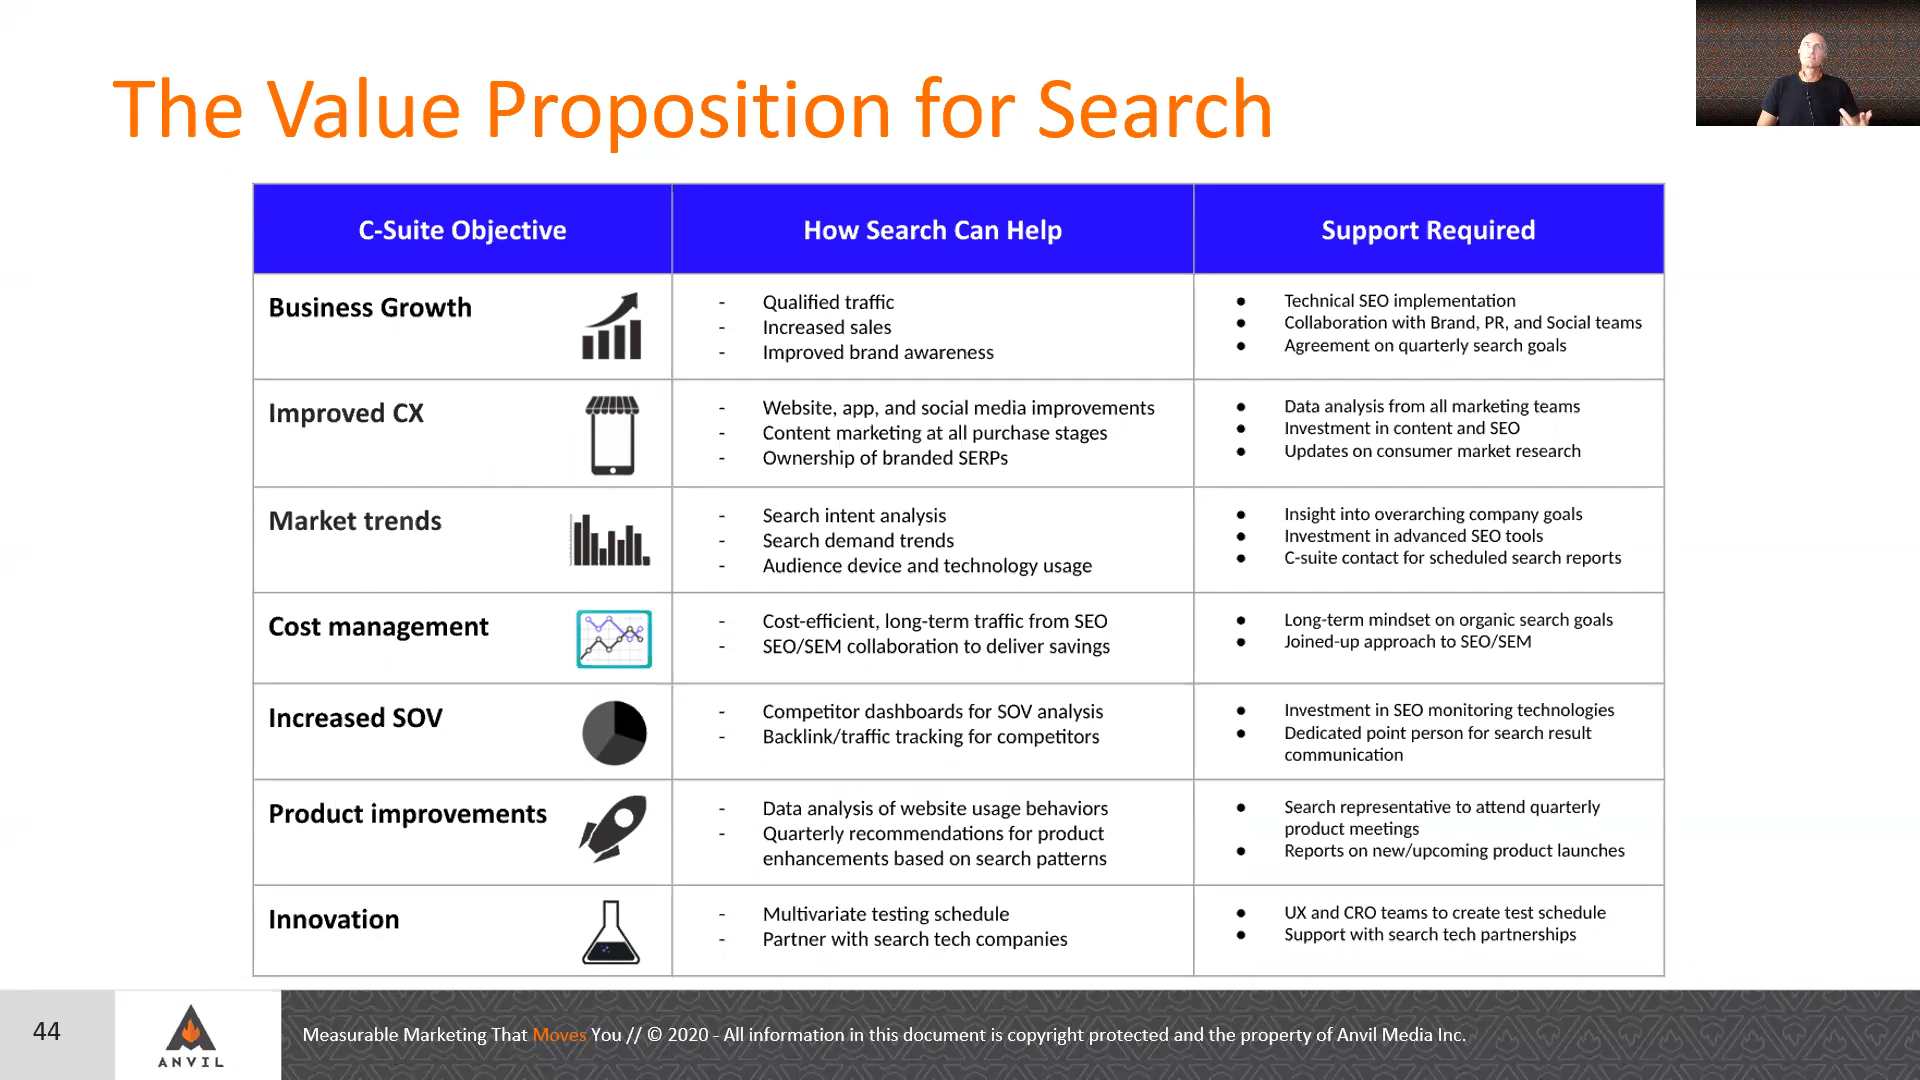 The Value Proposition for Search
C-Suite Objective
How Search Can Help
Support Required
Business Growth
- Qualified traffic
- Increased sales
- Improved brand awareness
● Technical SEO implementation
● Collaboration with Brand, PR, and Social teams
● Agreement on quarterly search goals
Improved CX
- Website, app, and social media improvements
- Content marketing at all purchase stages
- Ownership of branded SERPs
● Data analysis from all marketing teams
● Investment in content and SEO
● Updates on consumer market research
Market trends
- Search intent analysis
- Search demand trends
- Audience device and technology usage
● Insight into overarching company goals
● Investment in advanced SEO tools
● C-suite contact for scheduled search reports
Cost management
- Cost-efficient, long-term traffic from SEO
- SEO/SEM collaboration to deliver savings
● Long-term mindset on organic search goals
● Joined-up approach to SEO/SEM
Increased SOV
- Competitor dashboards for SOV analysis
- Backlink/traffic tracking for competitors
● Investment in SEO monitoring technologies
● Dedicated point person for search result
communication
Product improvements
- Data analysis of website usage behaviors
- Quarterly recommendations for product
enhancements based on search patterns
● Search representative to attend quarterly
product meetings
● Reports on new/upcoming product launches
Innovation
- Multivariate testing schedule
- Partner with search tech companies
● UX and CRO teams to create test schedule
● Support with search tech partnerships
44
ANVIL
Measurable Marketing That Moves You // © 2020 - All information in this document is copyright protected and the property of Anvil Media Inc.